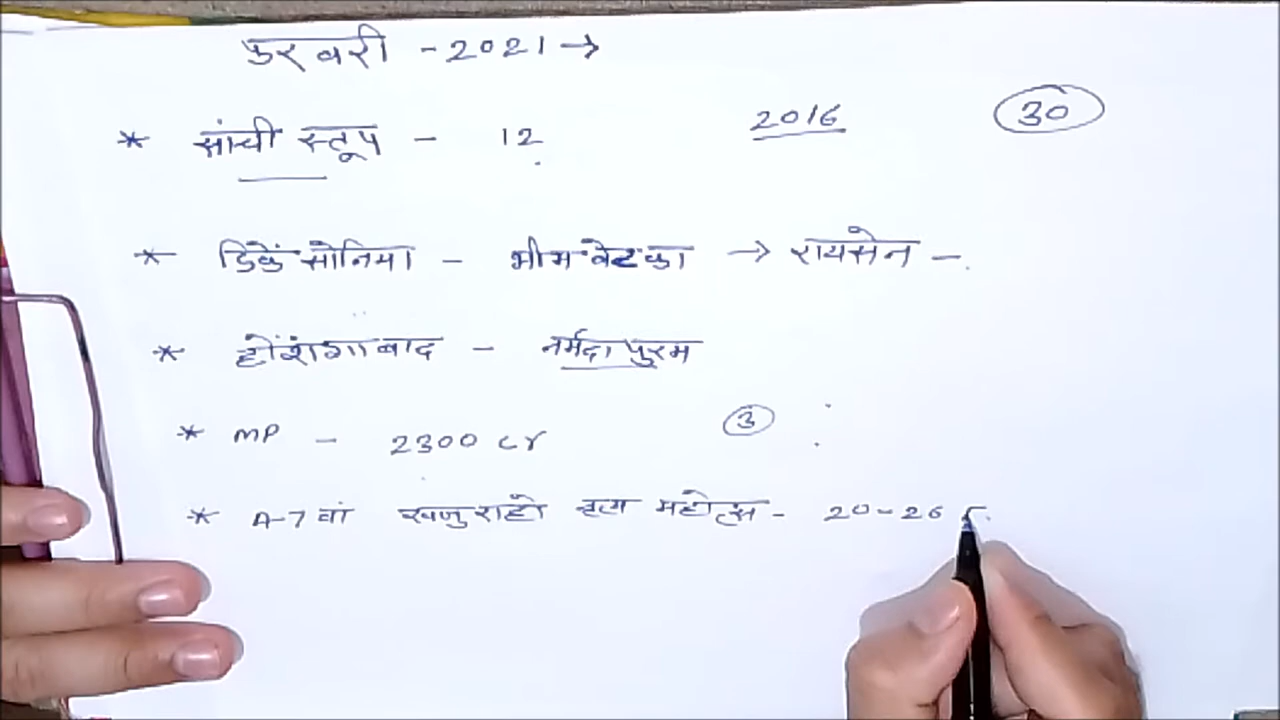 फरवरी - 2021 →
* सांची स्तूप - 12 2016 30
* डिकेंसोनिया - भीमबेटका → रायसेन -
* होशंगाबाद - नर्मदापुरम
* MP - 2300 Cr 3
* 47वां खजुराहो महोत्स - 20-26